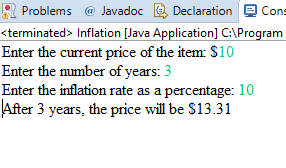 Problems @ Javadoc Declaration Con
<terminated> Inflation [Java Application] C:\Program
Enter the current price of the item: $10
Enter the number of years: 3
Enter the inflation rate as a percentage: 10
After 3 years, the price will be $13.31